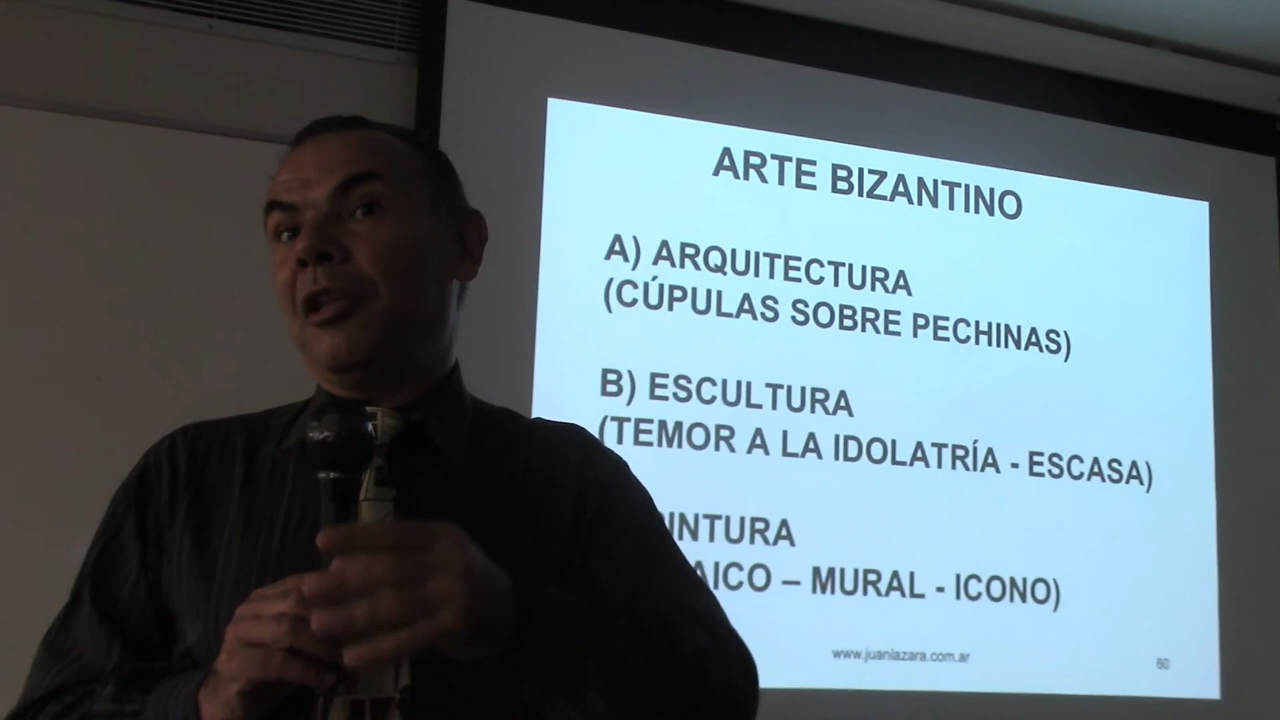 ARTE BIZANTINO
A) ARQUITECTURA
(CÚPULAS SOBRE PECHINAS)
B) ESCULTURA
(TEMOR A LA IDOLATRÍA - ESCASA)
INTURA
AICO – MURAL - ICONO)
www.juanlazara.com.ar
60